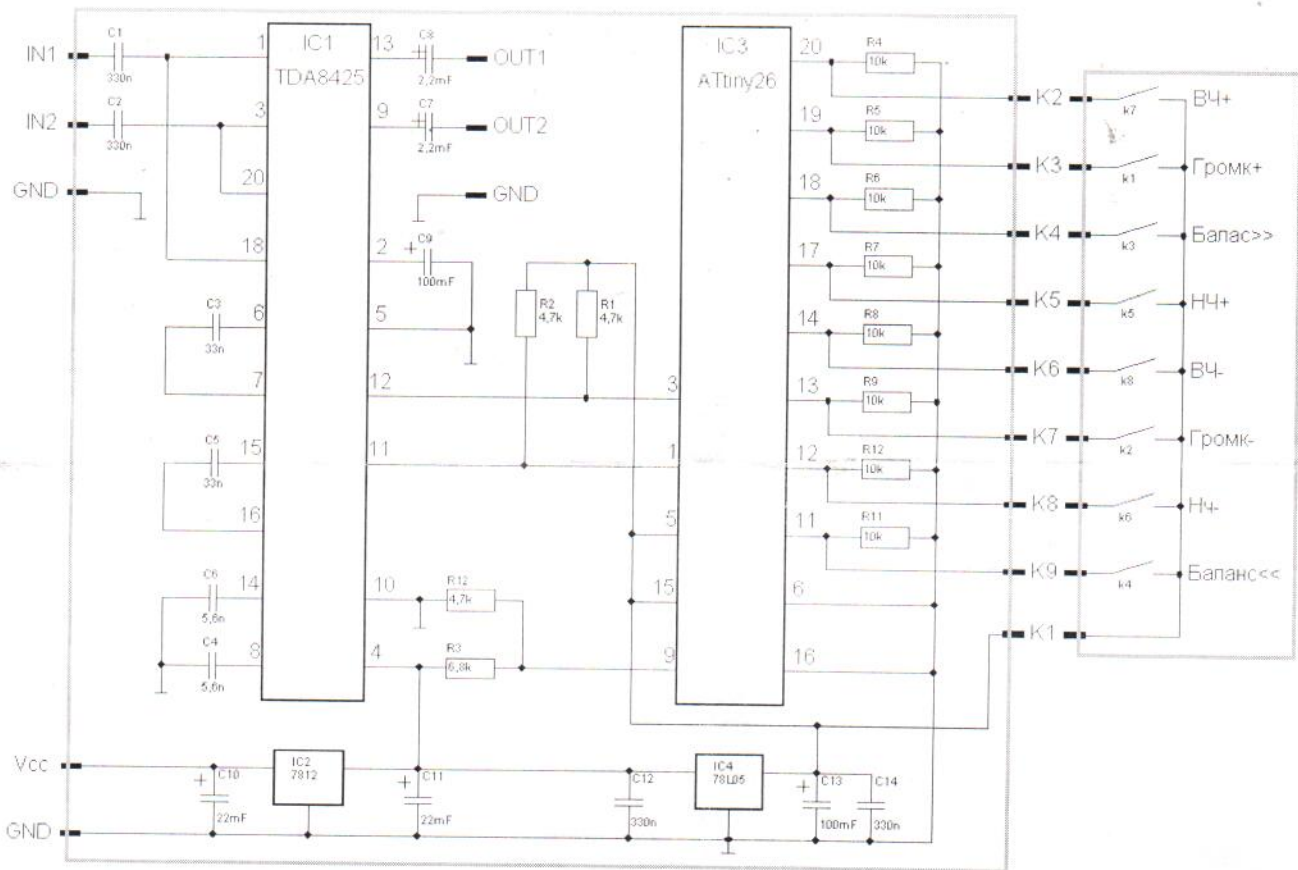 IN1
C1
330n
1
IC1
TDA8425
13
C8
2,2mF
OUT1
IN2
C2
330n
3
9
C7
2,2mF
OUT2
GND
20
GND
18
2
C9
100mF
C3
33n
6
5
7
12
C5
33n
15
11
16
C6
5,6n
14
10
R12
4,7k
C4
5,6n
8
4
R3
6,8k
R2
4,7k
R1
4,7k
IC3
ATtiny26
3
1
5
15
9
20
19
18
17
14
13
12
11
6
16
R4
10k
R5
10k
R6
10k
R7
10k
R8
10k
R9
10k
R12
10k
R11
10k
K2
k7
ВЧ+
K3
k1
Громк+
K4
k3
Балас>>
K5
k5
НЧ+
K6
k8
ВЧ-
K7
k2
Громк-
K8
k6
Нч-
K9
k4
Баланс<<
K1
Vcc
C10
22mF
IC2
7812
C11
22mF
C12
330n
IC4
78L05
C13
100mF
C14
330n
GND